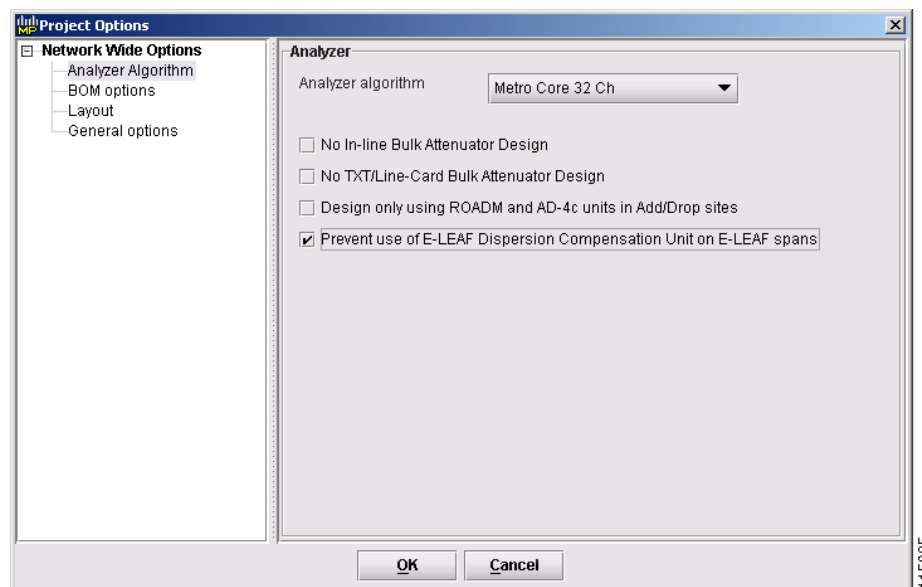 MP Project Options
Network Wide Options
Analyzer Algorithm
BOM options
Layout
General options
Analyzer
Analyzer algorithm
Metro Core 32 Ch
No In-line Bulk Attenuator Design
No TXT/Line-Card Bulk Attenuator Design
Design only using ROADM and AD-4c units in Add/Drop sites
Prevent use of E-LEAF Dispersion Compensation Unit on E-LEAF spans
OK
Cancel